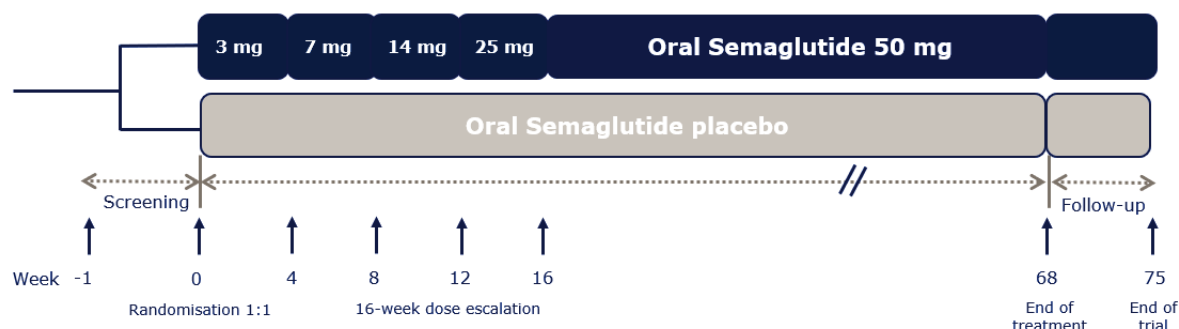 3 mg 7 mg 14 mg 25 mg Oral Semaglutide 50 mg
Oral Semaglutide placebo
Screening Follow-up
Week -1 0 4 8 12 16 68 75
Randomisation 1:1 16-week dose escalation End of End of
treatment trial